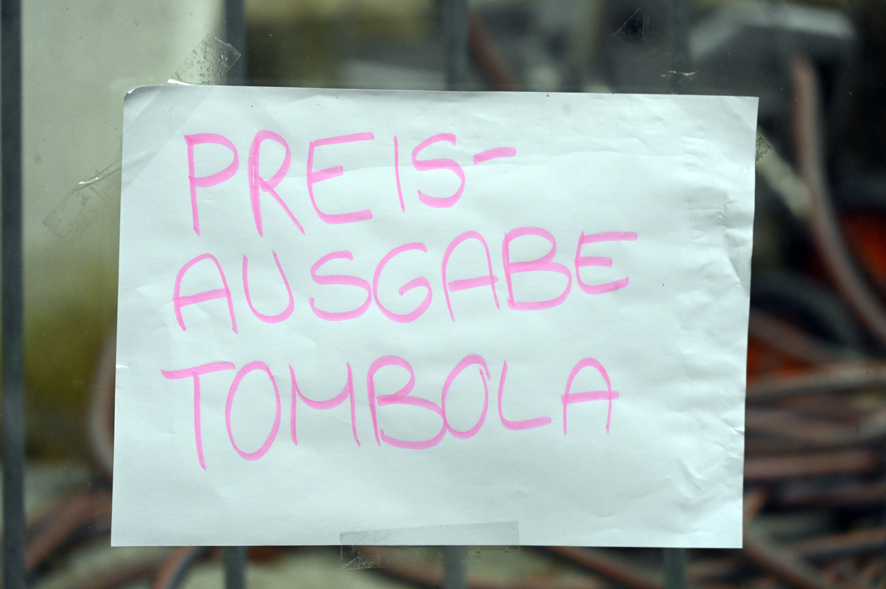 PREIS-
AUSGABE
TOMBOLA